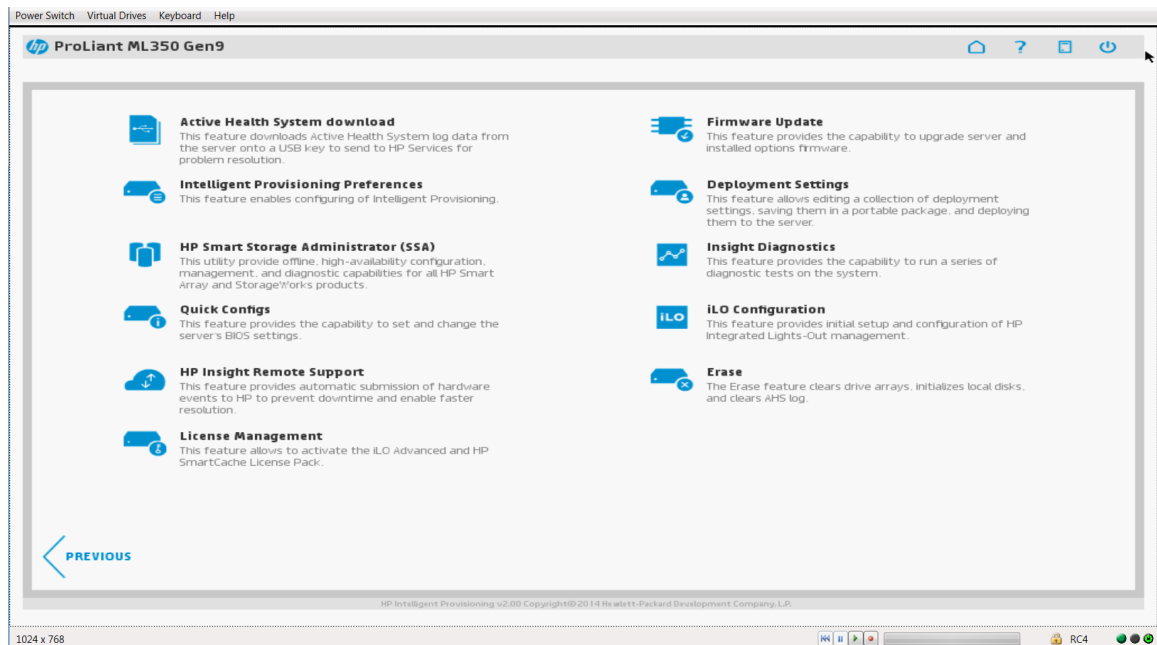 Power Switch Virtual Drives Keyboard Help
hp ProLiant ML350 Gen9
?
Active Health System download
This feature downloads Active Health System log data from
the server onto a USB key to send to HP Services for
problem resolution.
Intelligent Provisioning Preferences
This feature enables configuring of Intelligent Provisioning.
HP Smart Storage Administrator (SSA)
This utility provide offline, high-availability configuration,
management, and diagnostic capabilities for all HP Smart
Array and StorageWorks products.
Quick Configs
This feature provides the capability to set and change the
server's BIOS settings.
HP Insight Remote Support
This feature provides automatic submission of hardware
events to HP to prevent downtime and enable faster
resolution.
License Management
This feature allows to activate the iLO Advanced and HP
SmartCache License Pack.
Firmware Update
This feature provides the capability to upgrade server and
installed options firmware.
Deployment Settings
This feature allows editing a collection of deployment
settings, saving them in a portable package, and deploying
them to the server.
Insight Diagnostics
This feature provides the capability to run a series of
diagnostic tests on the system.
iLO
iLO Configuration
This feature provides initial setup and configuration of HP
Integrated Lights-Out management.
Erase
The Erase feature clears drive arrays, initializes local disks,
and clears AHS log.
PREVIOUS
HP Intelligent Provisioning v2.00 Copyright©2014 Hewlett-Packard Development Company, L.P.
1024 x 768
RC4